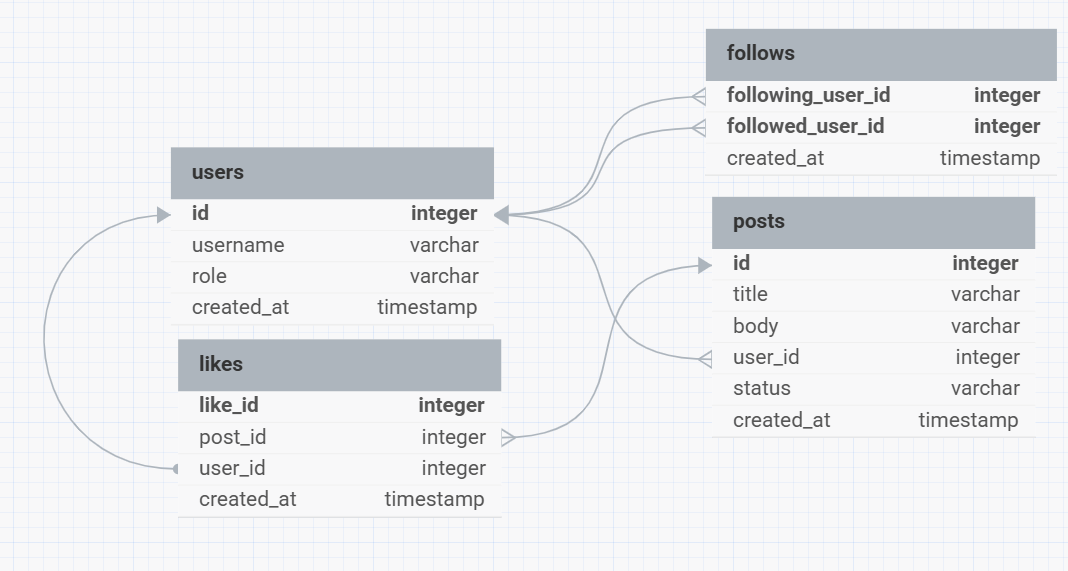 follows
following_user_id integer
followed_user_id integer
created_at timestamp
users
id integer
username varchar
role varchar
created_at timestamp
posts
id integer
title varchar
body varchar
user_id integer
status varchar
created_at timestamp
likes
like_id integer
post_id integer
user_id integer
created_at timestamp